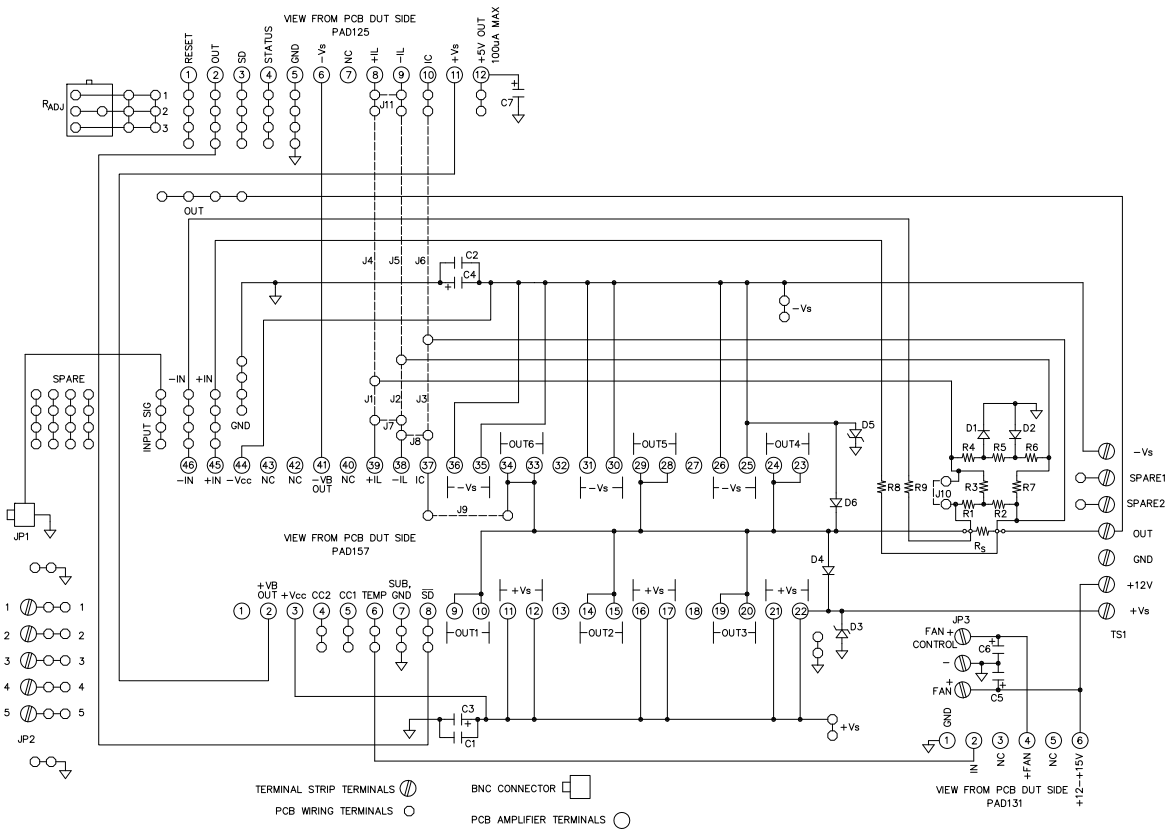 VIEW FROM PCB DUT SIDE
PAD125
RESET
OUT
SD
STATUS
GND
-Vs
NC
+IL
-IL
IC
+Vs
+5V OUT
100uA MAX
1 2 3 4 5 6 7 8 9 10 11 12
RADJ
1
2
3
J11
+
C7
OUT
J4
J5
J6
C2
C4
+
-Vs
SPARE
INPUT SIG
-IN
+IN
GND
J1
J2
J3
J7
J8
OUT6
OUT5
OUT4
D5
D1
D2
R4
R5
R6
46 45 44 43 42 41 40 39 38 37 36 35 34 33 32 31 30 29 28 27 26 25 24 23
-IN
+IN
-Vcc
NC
NC
-VB
OUT
NC
+IL
-IL
IC
-Vs
-Vs
-Vs
R8
R9
J10
R3
R7
R1
R2
RS
D6
J9
-Vs
SPARE1
SPARE2
OUT
GND
+12V
+Vs
TS1
JP1
VIEW FROM PCB DUT SIDE
PAD157
D4
+VB
OUT
+Vcc
CC2
CC1
TEMP
SUB,
GND
SD
+Vs
+Vs
+Vs
1 2 3 4 5 6 7 8 9 10 11 12 13 14 15 16 17 18 19 20 21 22
OUT1
OUT2
OUT3
D3
1 1
2 2
3 3
4 4
5 5
JP2
JP3
FAN +
CONTROL
-
+
FAN
C6
+
C5
+
C3
+
C1
+Vs
GND
1 2 3 4 5 6
IN
NC
+FAN
NC
+12-+15V
VIEW FROM PCB DUT SIDE
PAD131
TERMINAL STRIP TERMINALS
PCB WIRING TERMINALS
BNC CONNECTOR
PCB AMPLIFIER TERMINALS